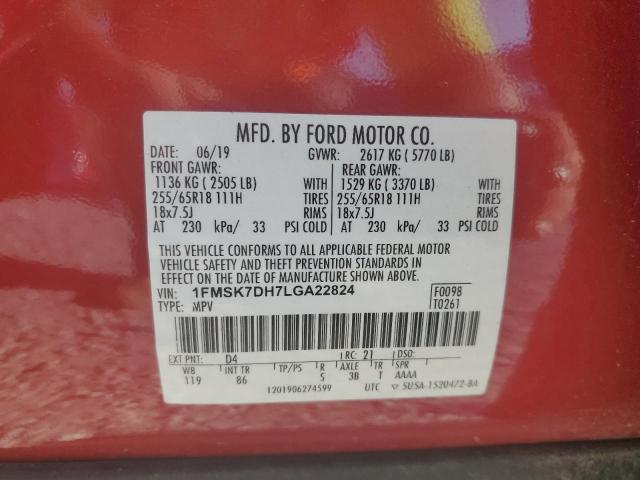 MFD. BY FORD MOTOR CO.
DATE: 06/19 GVWR: 2617 KG (5770 LB)
FRONT GAWR: REAR GAWR:
1136 KG (2505 LB) WITH 1529 KG (3370 LB) WITH
255/65R18 111H TIRES 255/65R18 111H TIRES
18x7.5J RIMS 18x7.5J RIMS
AT 230 kPa/ 33 PSI COLD AT 230 kPa/ 33 PSI COLD
THIS VEHICLE CONFORMS TO ALL APPLICABLE FEDERAL MOTOR
VEHICLE SAFETY AND THEFT PREVENTION STANDARDS IN
EFFECT ON THE DATE OF MANUFACTURE SHOWN ABOVE.
VIN: 1FMSK7DH7LGA22824 F0098
TYPE: MPV T0261
EXT PNT: D4 RC: 21 DSO:
WB INT TR TP/PS R AXLE TR SPR
119 86 S 3B T AAAA
1201906274599 UTC ▽ 5U5A-1520472-BA